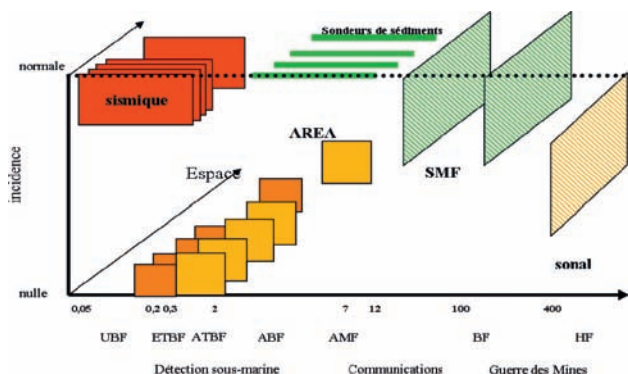 Sondeurs de sédiments
normale
sismique
AREA
Espace
SMF
incidence
sonal
nulle
0,05 0,2 0,3 2 7 12 100 400
UBF ETBF ATBF ABF AMF BF HF
Détection sous-marine Communications Guerre des Mines